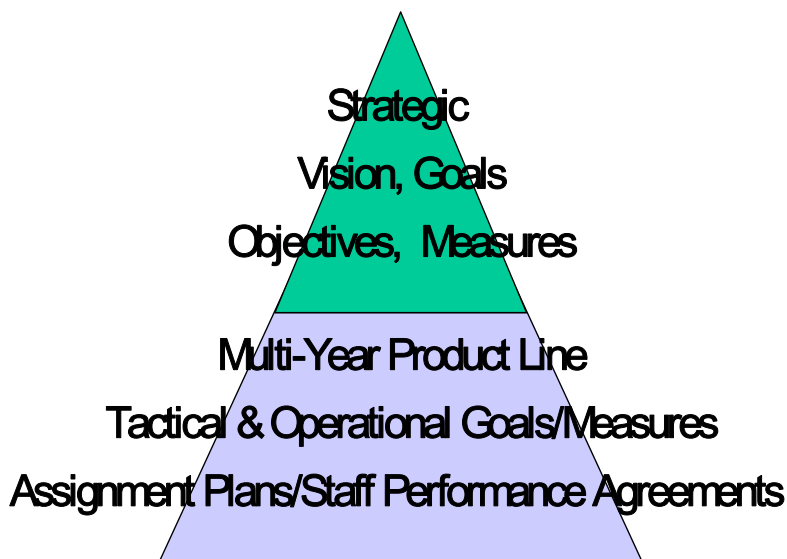 Strategic
Vision, Goals
Objectives, Measures
Multi-Year Product Line
Tactical & Operational Goals/Measures
Assignment Plans/Staff Performance Agreements